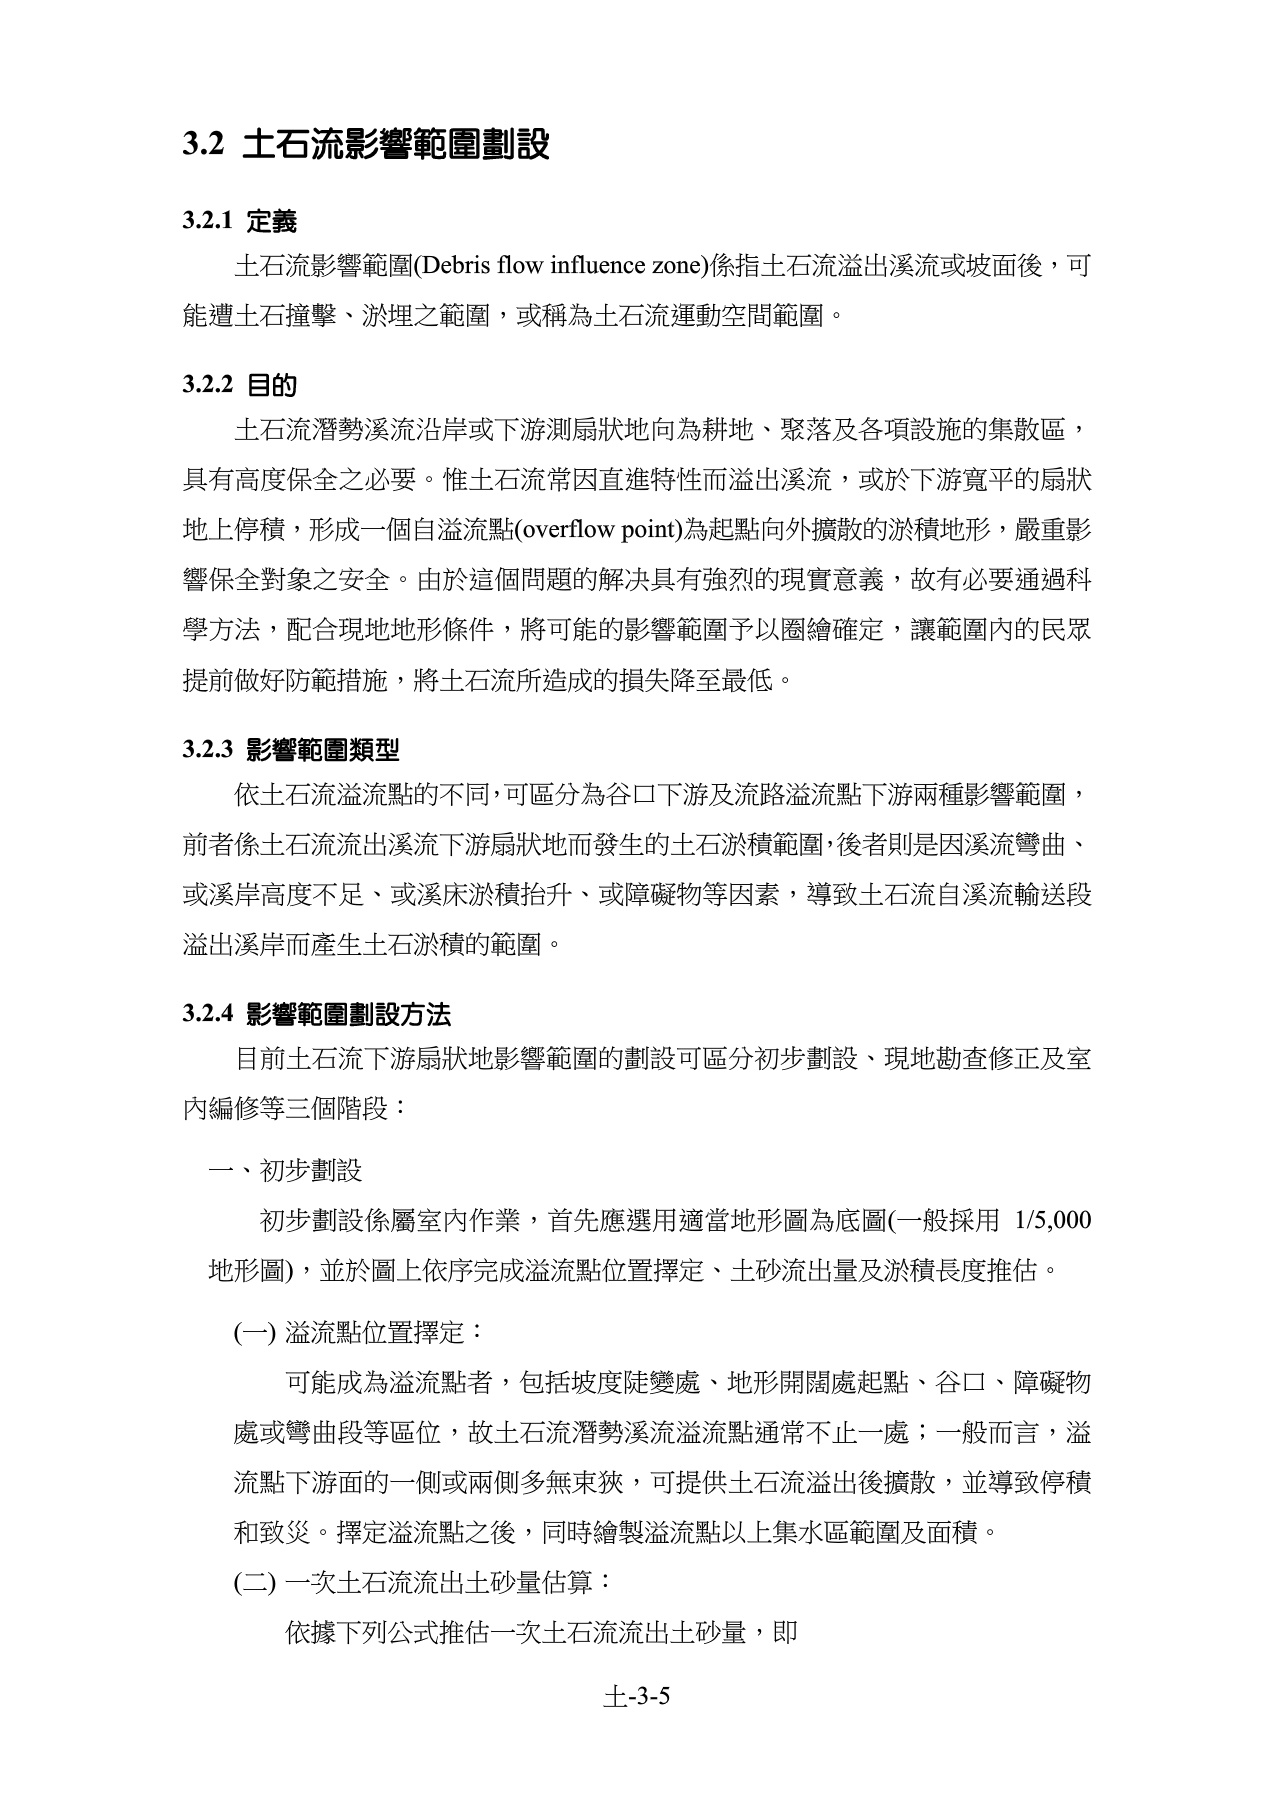 3.2 土石流影響範圍劃設
3.2.1 定義
土石流影響範圍(Debris flow influence zone)係指土石流溢出溪流或坡面後，可
能遭土石撞擊、淤埋之範圍，或稱為土石流運動空間範圍。
3.2.2 目的
土石流潛勢溪流沿岸或下游測扇狀地向為耕地、聚落及各項設施的集散區，
具有高度保全之必要。惟土石流常因直進特性而溢出溪流，或於下游寬平的扇狀
地上停積，形成一個自溢流點(overflow point)為起點向外擴散的淤積地形，嚴重影
響保全對象之安全。由於這個問題的解決具有強烈的現實意義，故有必要通過科
學方法，配合現地地形條件，將可能的影響範圍予以圈繪確定，讓範圍內的民眾
提前做好防範措施，將土石流所造成的損失降至最低。
3.2.3 影響範圍類型
依土石流溢流點的不同，可區分為谷口下游及流路溢流點下游兩種影響範圍，
前者係土石流流出溪流下游扇狀地而發生的土石淤積範圍，後者則是因溪流彎曲、
或溪岸高度不足、或溪床淤積抬升、或障礙物等因素，導致土石流自溪流輸送段
溢出溪岸而產生土石淤積的範圍。
3.2.4 影響範圍劃設方法
目前土石流下游扇狀地影響範圍的劃設可區分初步劃設、現地勘查修正及室
內編修等三個階段：
一、初步劃設
初步劃設係屬室內作業，首先應選用適當地形圖為底圖(一般採用 1/5,000
地形圖)，並於圖上依序完成溢流點位置擇定、土砂流出量及淤積長度推估。
(一) 溢流點位置擇定：
可能成為溢流點者，包括坡度陡變處、地形開闊處起點、谷口、障礙物
處或彎曲段等區位，故土石流潛勢溪流溢流點通常不止一處；一般而言，溢
流點下游面的一側或兩側多無束狹，可提供土石流溢出後擴散，並導致停積
和致災。擇定溢流點之後，同時繪製溢流點以上集水區範圍及面積。
(二) 一次土石流流出土砂量估算：
依據下列公式推估一次土石流流出土砂量，即
土-3-5